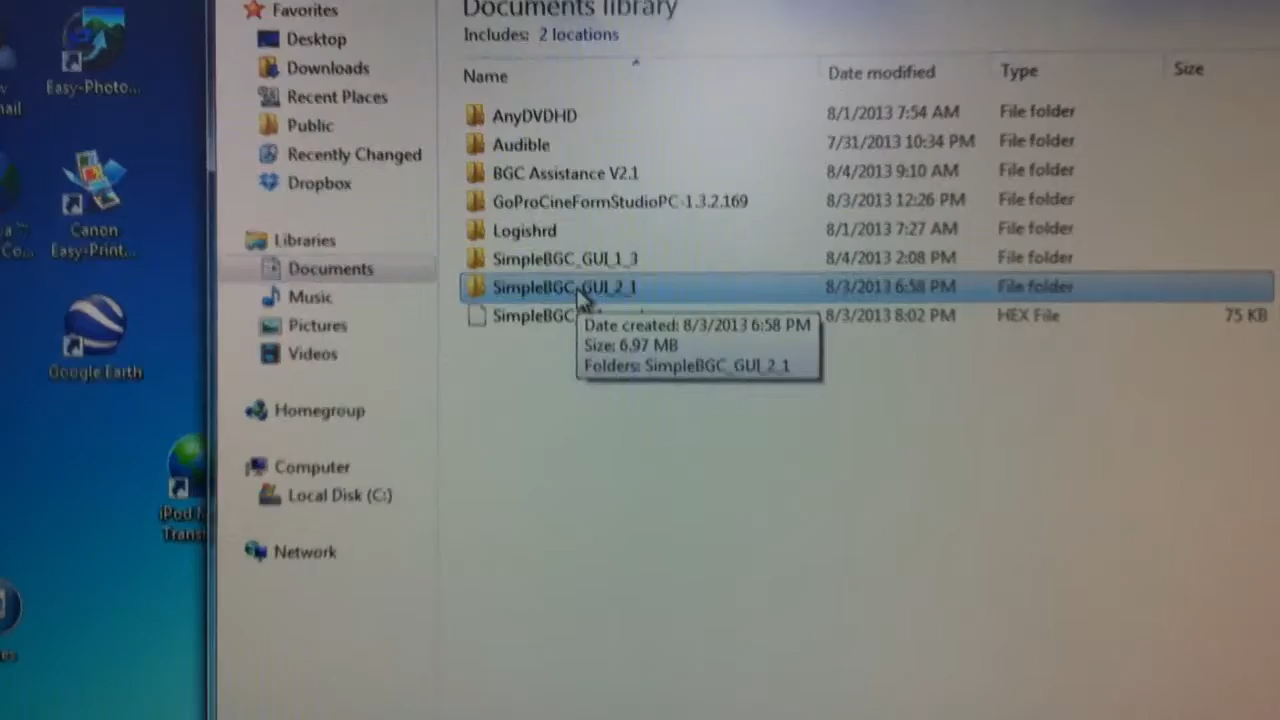 Documents library
Includes: 2 locations
Name
Date modified
Type
Size
AnyDVDHD
8/1/2013 7:54 AM
File folder
Audible
7/31/2013 10:34 PM
File folder
BGC Assistance V2.1
8/4/2013 9:10 AM
File folder
GoProCineFormStudioPC-1.3.2.169
8/3/2013 12:26 PM
File folder
Logishrd
8/1/2013 7:27 AM
File folder
SimpleBGC_GUI_1_3
8/4/2013 2:08 PM
File folder
SimpleBGC_GUI_2_1
8/3/2013 6:58 PM
File folder
SimpleBGC
8/3/2013 8:02 PM
HEX File
75 KB
Date created: 8/3/2013 6:58 PM
Size: 6.97 MB
Folders: SimpleBGC_GUI_2_1
Favorites
Desktop
Downloads
Recent Places
Public
Recently Changed
Dropbox
Libraries
Documents
Music
Pictures
Videos
Homegroup
Computer
Local Disk (C:)
Network
Easy-Photo...
Canon
Easy-Print...
Google Earth
iPod
Trans